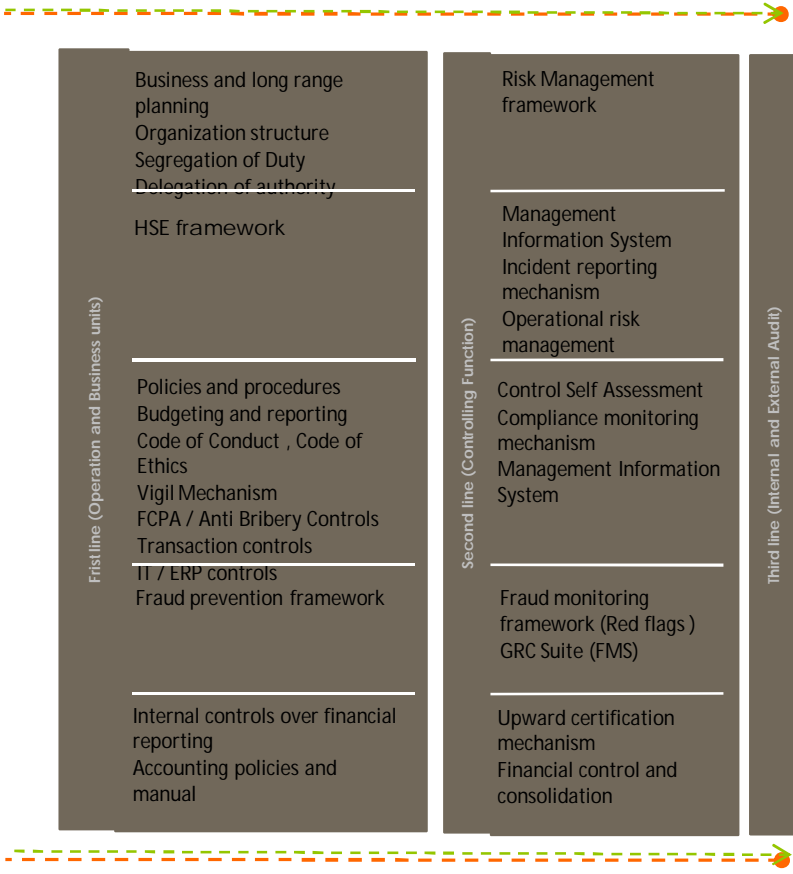 Frist line (Operation and Business units)
Business and long range
planning
Organization structure
Segregation of Duty
Delegation of authority
HSE framework
Policies and procedures
Budgeting and reporting
Code of Conduct , Code of
Ethics
Vigil Mechanism
FCPA / Anti Bribery Controls
Transaction controls
IT / ERP controls
Fraud prevention framework
Internal controls over financial
reporting
Accounting policies and
manual
Second line (Controlling Function)
Risk Management
framework
Management
Information System
Incident reporting
mechanism
Operational risk
management
Control Self Assessment
Compliance monitoring
mechanism
Management Information
System
Fraud monitoring
framework (Red flags )
GRC Suite (FMS)
Upward certification
mechanism
Financial control and
consolidation
Third line (Internal and External Audit)